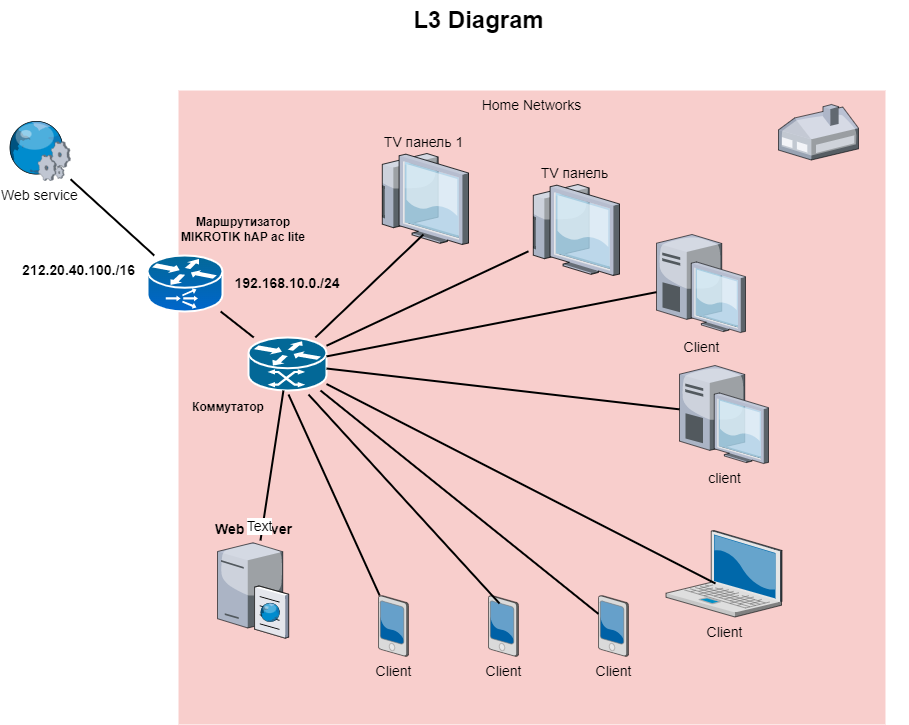 L3 Diagram
Home Networks
TV панель 1
TV панель
Web service
Маршрутизатор
MIKROTIK hAP ac lite
212.20.40.100./16
192.168.10.0./24
Client
Коммутатор
client
Web
Text
ver
Client
Client
Client
Client